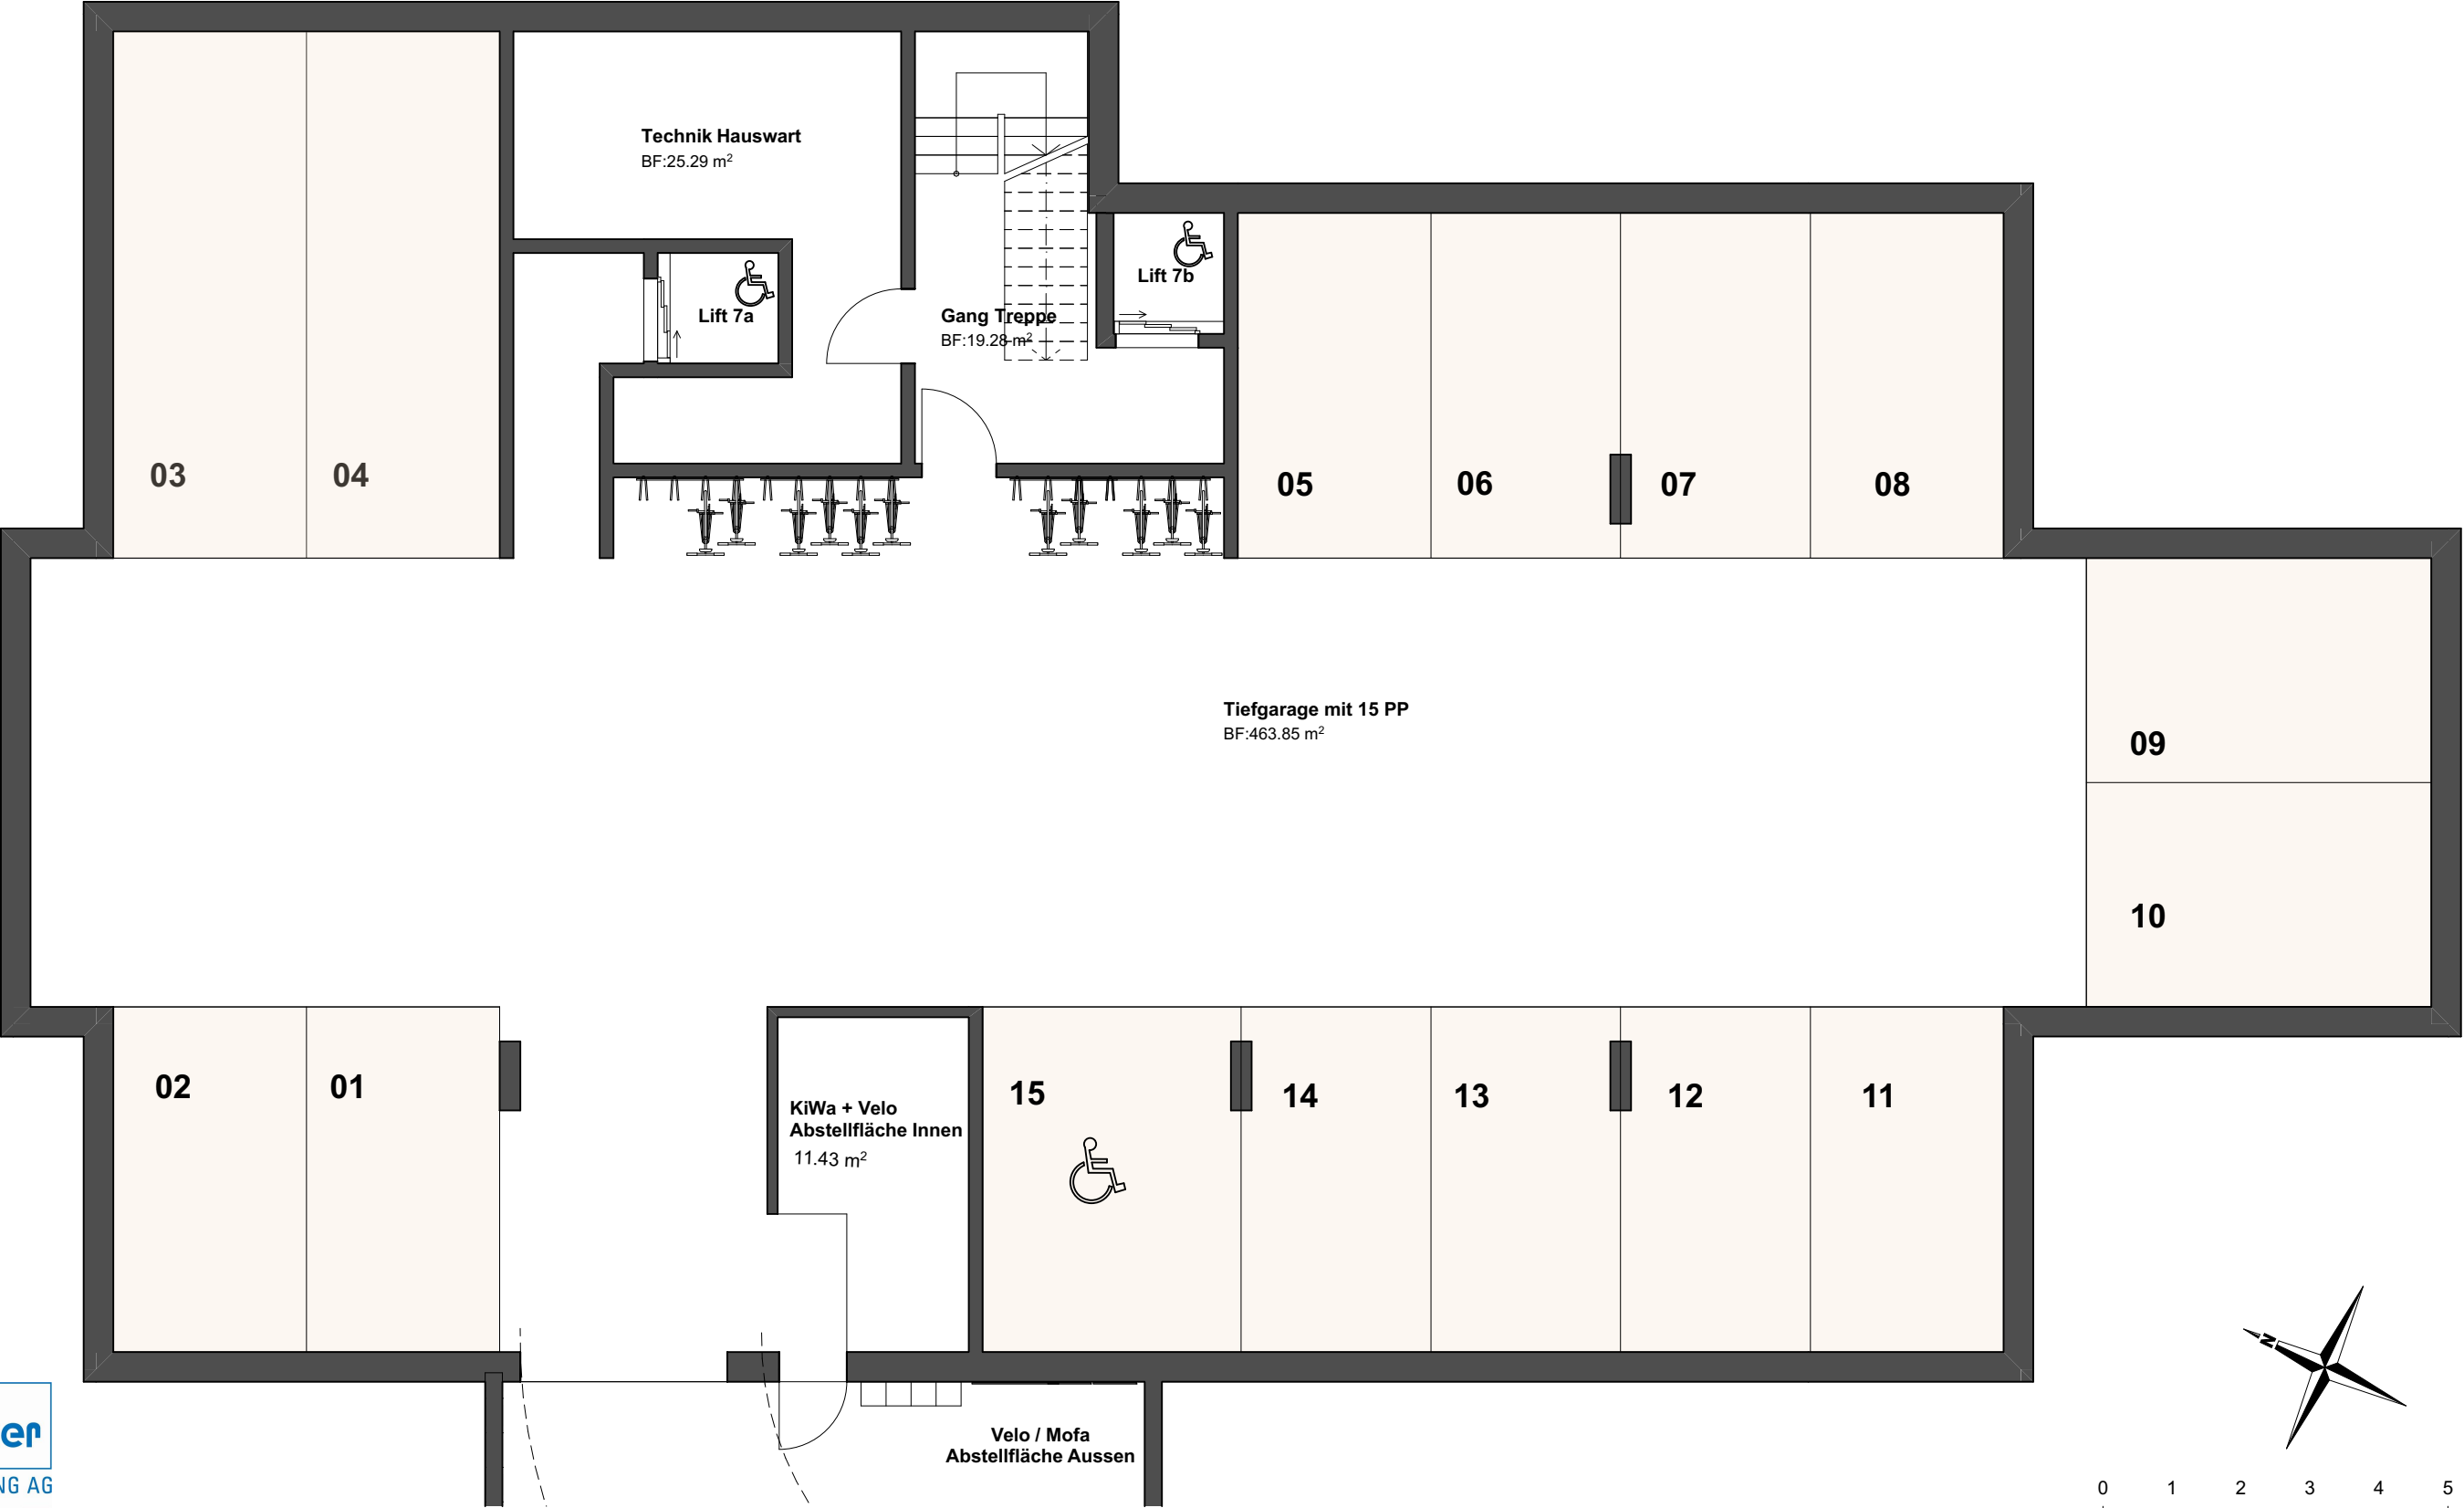 Technik Hauswart
BF:25.29 m²
Lift 7a
Gang Treppe
BF:19.28 m²
Lift 7b
03
04
05
06
07
08
Tiefgarage mit 15 PP
BF:463.85 m²
09
10
02
01
KiWa + Velo
Abstellfläche Innen
11.43 m²
15
14
13
12
11
Velo / Mofa
Abstellfläche Aussen
N
er
NG AG
0 1 2 3 4 5